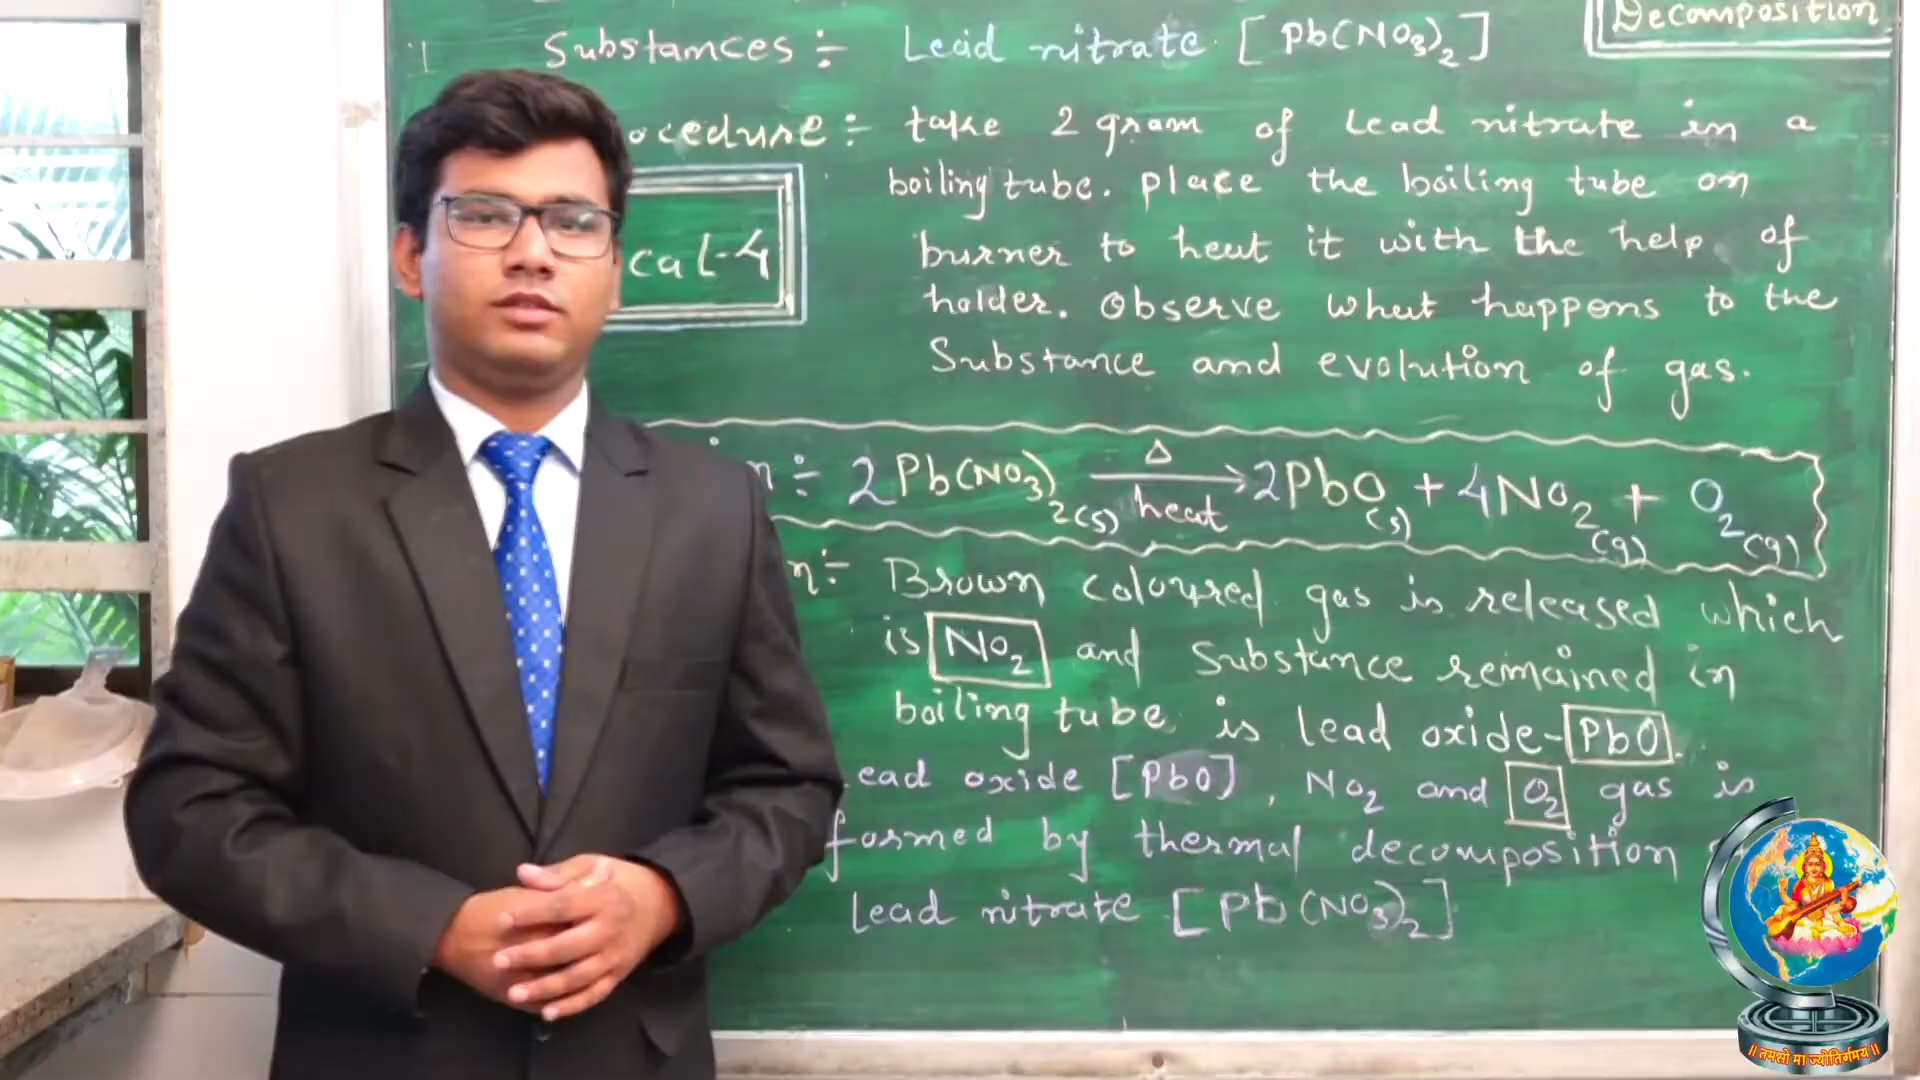 Decomposition
Substances :- Lead nitrate [Pb(NO3)2]
ocedure :- take 2 gram of Lead nitrate in a
boiling tube. place the boiling tube on
burner to heat it with the help of
holder. Observe what happens to the
Substance and evolution of gas.
cal-4
n :- 2Pb(NO3)2(s) Δ heat → 2PbO(s) + 4NO2(g) + O2(g)
n :- Brown coloured gas is released which
is NO2 and Substance remained in
boiling tube is lead oxide-PbO.
ead oxide [PbO], NO2 and O2 gas is
formed by thermal decomposition
Lead nitrate [Pb(NO3)2]
॥ तमसो मा ज्योतिर्गमय ॥